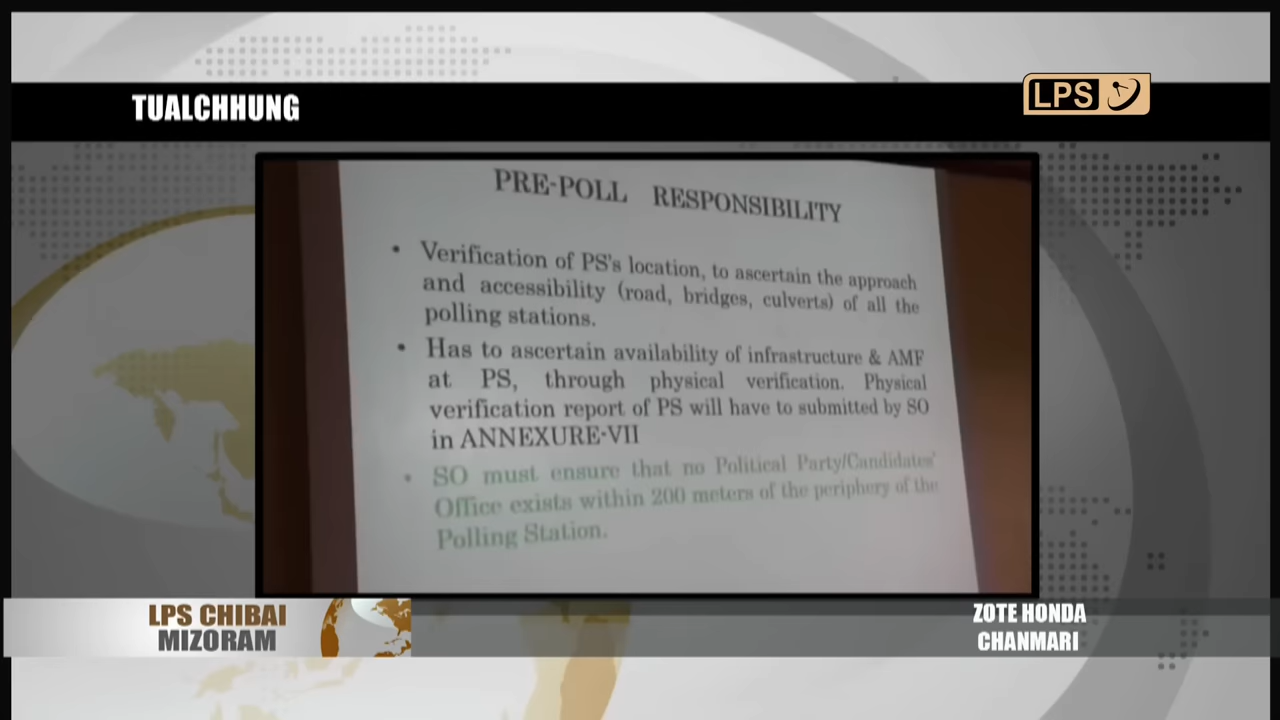 TUALCHHUNG
LPS
PRE-POLL RESPONSIBILITY
• Verification of PS's location, to ascertain the approach
and accessibility (road, bridges, culverts) of all the
polling stations.
• Has to ascertain availability of infrastructure & AMF
at PS, through physical verification. Physical
verification report of PS will have to submitted by SO
in ANNEXURE-VII
• SO must ensure that no Political Party/Candidates'
Office exists within 200 meters of the periphery of the
Polling Station.
LPS CHIBAI
MIZORAM
ZOTE HONDA
CHANMARI